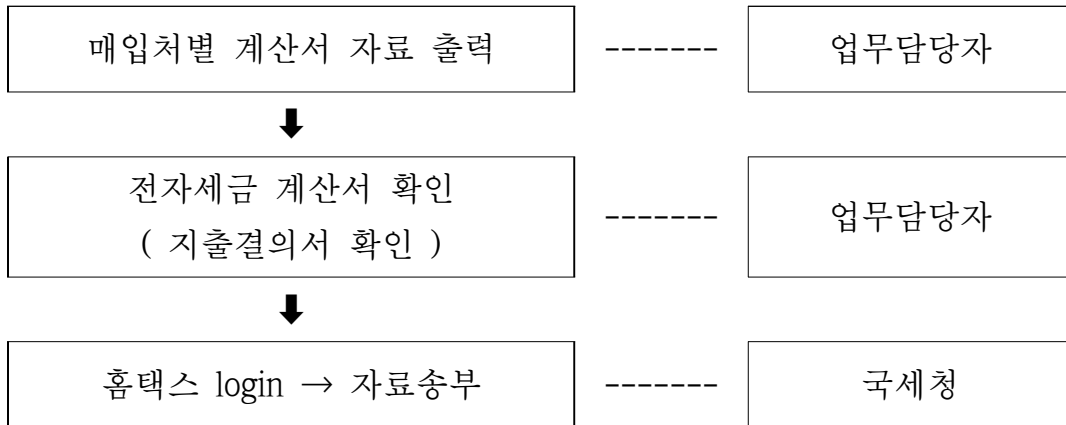 매입처별 계산서 자료 출력 ------- 업무담당자
전자세금 계산서 확인
( 지출결의서 확인 ) ------- 업무담당자
홈택스 login → 자료송부 ------- 국세청